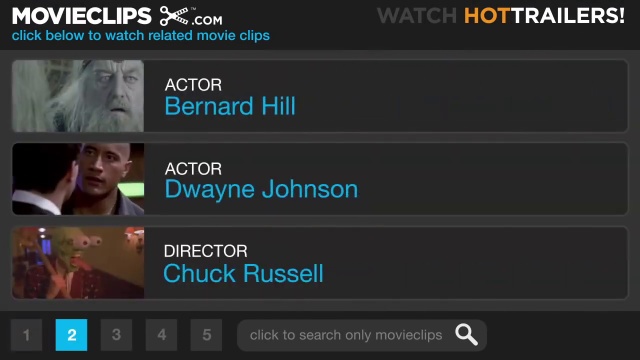 MOVIECLIPS .COM™
WATCH HOTTRAILERS!
click below to watch related movie clips
ACTOR
Bernard Hill
ACTOR
Dwayne Johnson
DIRECTOR
Chuck Russell
1 2 3 4 5 click to search only movieclips